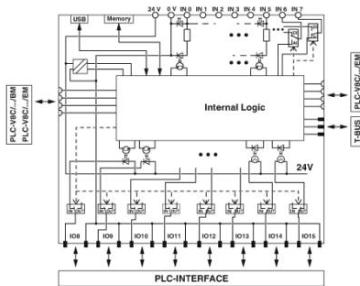 24 V 0 V IN 0 IN 1 IN 2 IN 3 IN 4 IN 5 IN 6 IN 7
USB Memory
PLC-V8C/.../BM
PLC-V8C/.../EM
Internal Logic
PLC-V8C/.../EM
T-BUS
24V
IO8 IO9 IO10 IO11 IO12 IO13 IO14 IO15
PLC-INTERFACE